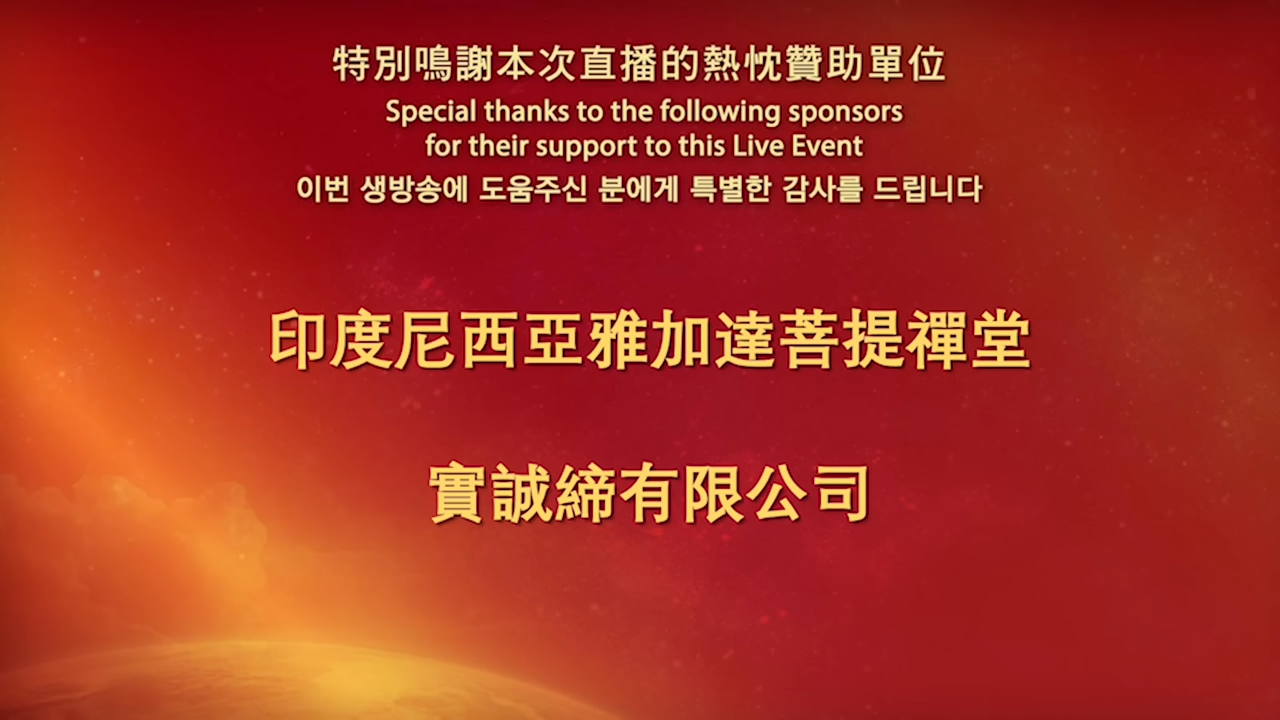 特別鳴謝本次直播的熱忱贊助單位
Special thanks to the following sponsors
for their support to this Live Event
이번 생방송에 도움주신 분에게 특별한 감사를 드립니다
印度尼西亞雅加達菩提禪堂
實誠締有限公司